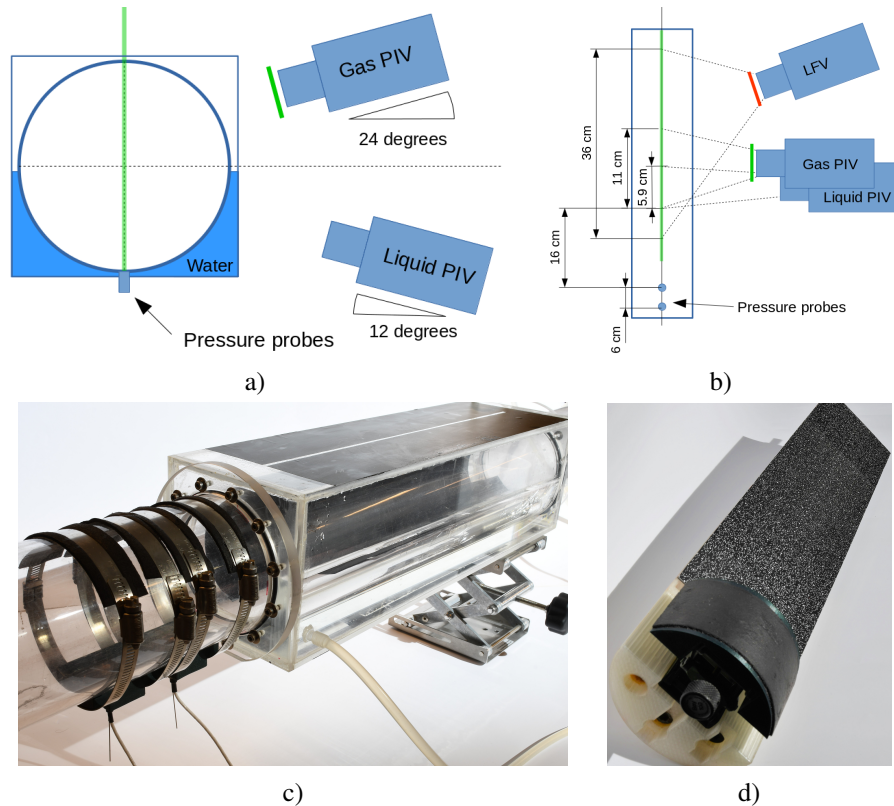 Gas PIV
24 degrees
Liquid PIV
Water
12 degrees
Pressure probes
a)
LFV
36 cm
11 cm
5.9 cm
Gas PIV
Liquid PIV
16 cm
Pressure probes
6 cm
b)
c)
d)